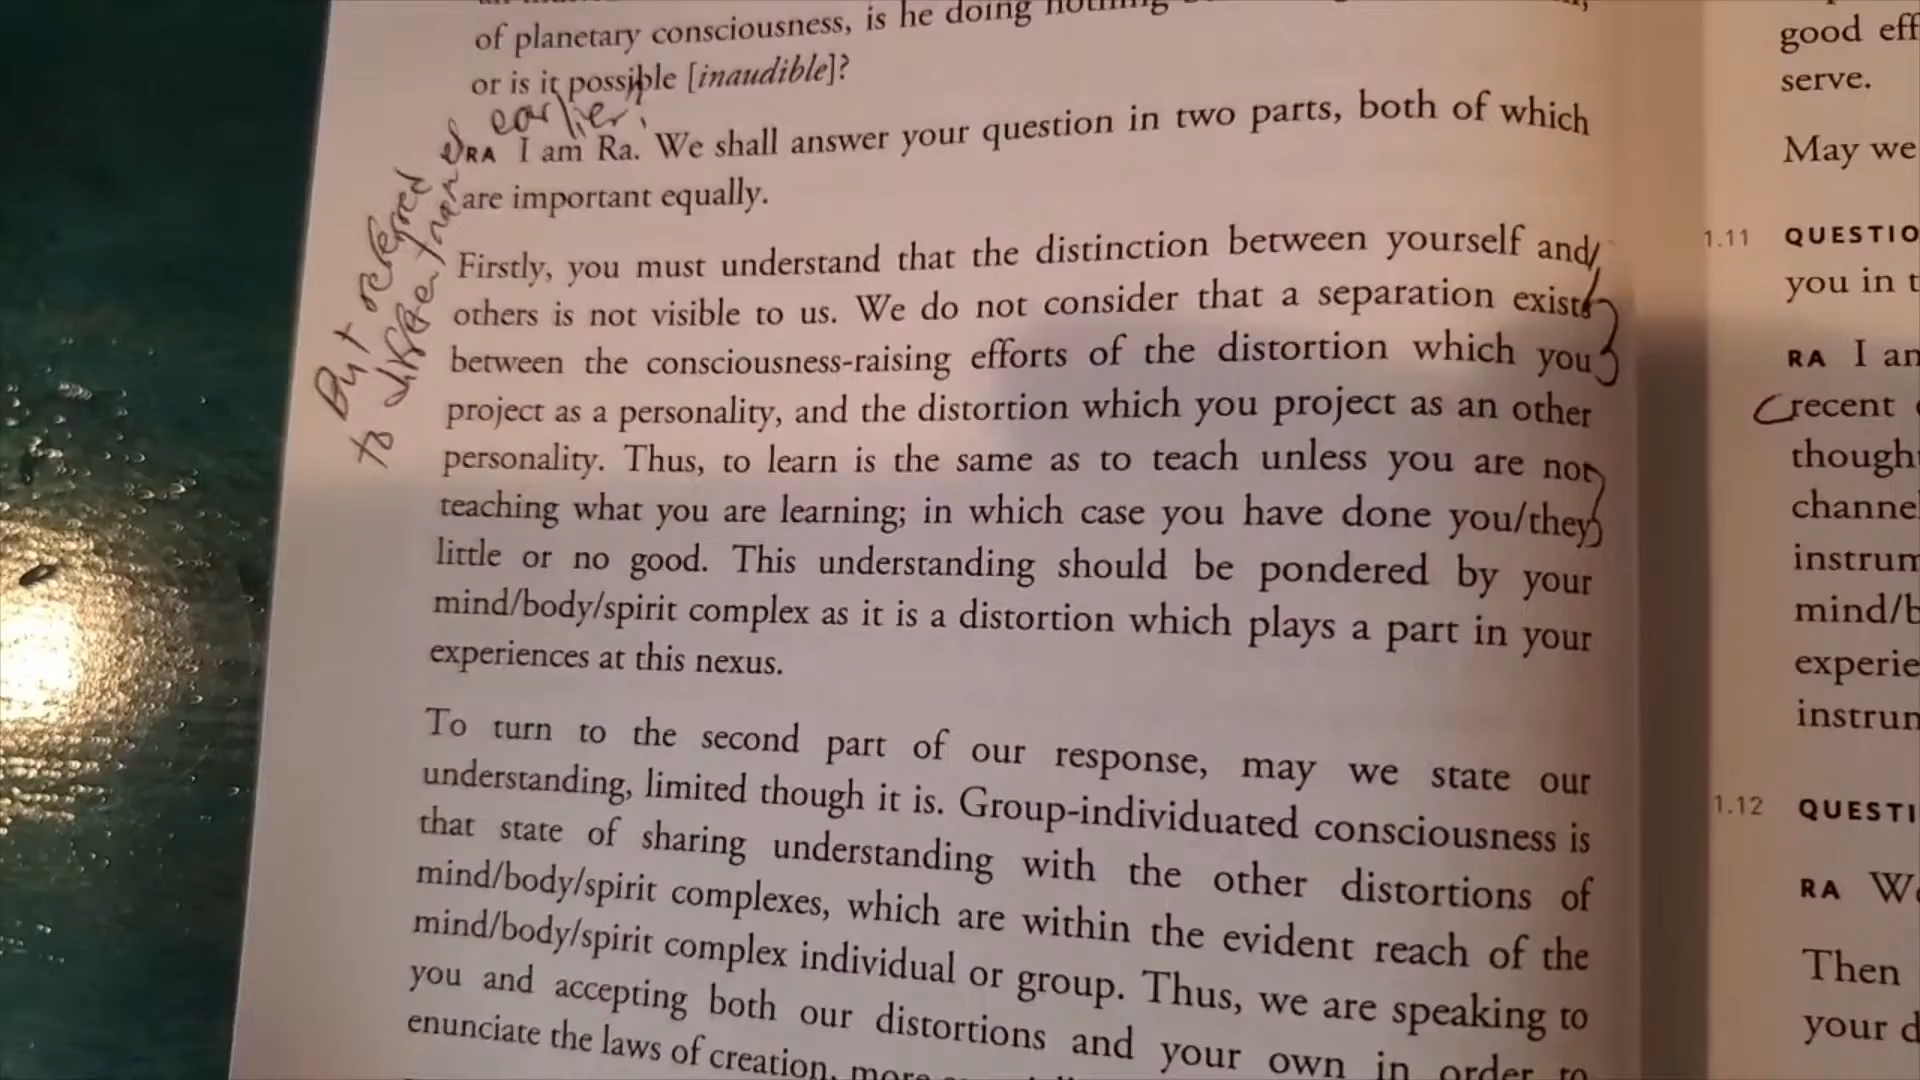 of planetary consciousness, is he doing nothing
or is it possible [inaudible]?
RA I am Ra. We shall answer your question in two parts, both of which
are important equally.
Firstly, you must understand that the distinction between yourself and
others is not visible to us. We do not consider that a separation exists
between the consciousness-raising efforts of the distortion which you
project as a personality, and the distortion which you project as an other
personality. Thus, to learn is the same as to teach unless you are not
teaching what you are learning; in which case you have done you/they
little or no good. This understanding should be pondered by your
mind/body/spirit complex as it is a distortion which plays a part in your
experiences at this nexus.
To turn to the second part of our response, may we state our
understanding, limited though it is. Group-individuated consciousness is
that state of sharing understanding with the other distortions of
mind/body/spirit complexes, which are within the evident reach of the
mind/body/spirit complex individual or group. Thus, we are speaking to
you and accepting both our distortions and your own in order to
enunciate the laws of creation, more
But referred
to different
earlier!
good eff
serve.
May we
1.11 QUESTIO
you in t
RA I am
recent
though
channe
instrum
mind/b
experie
instrun
1.12 QUESTI
RA We
Then
your d